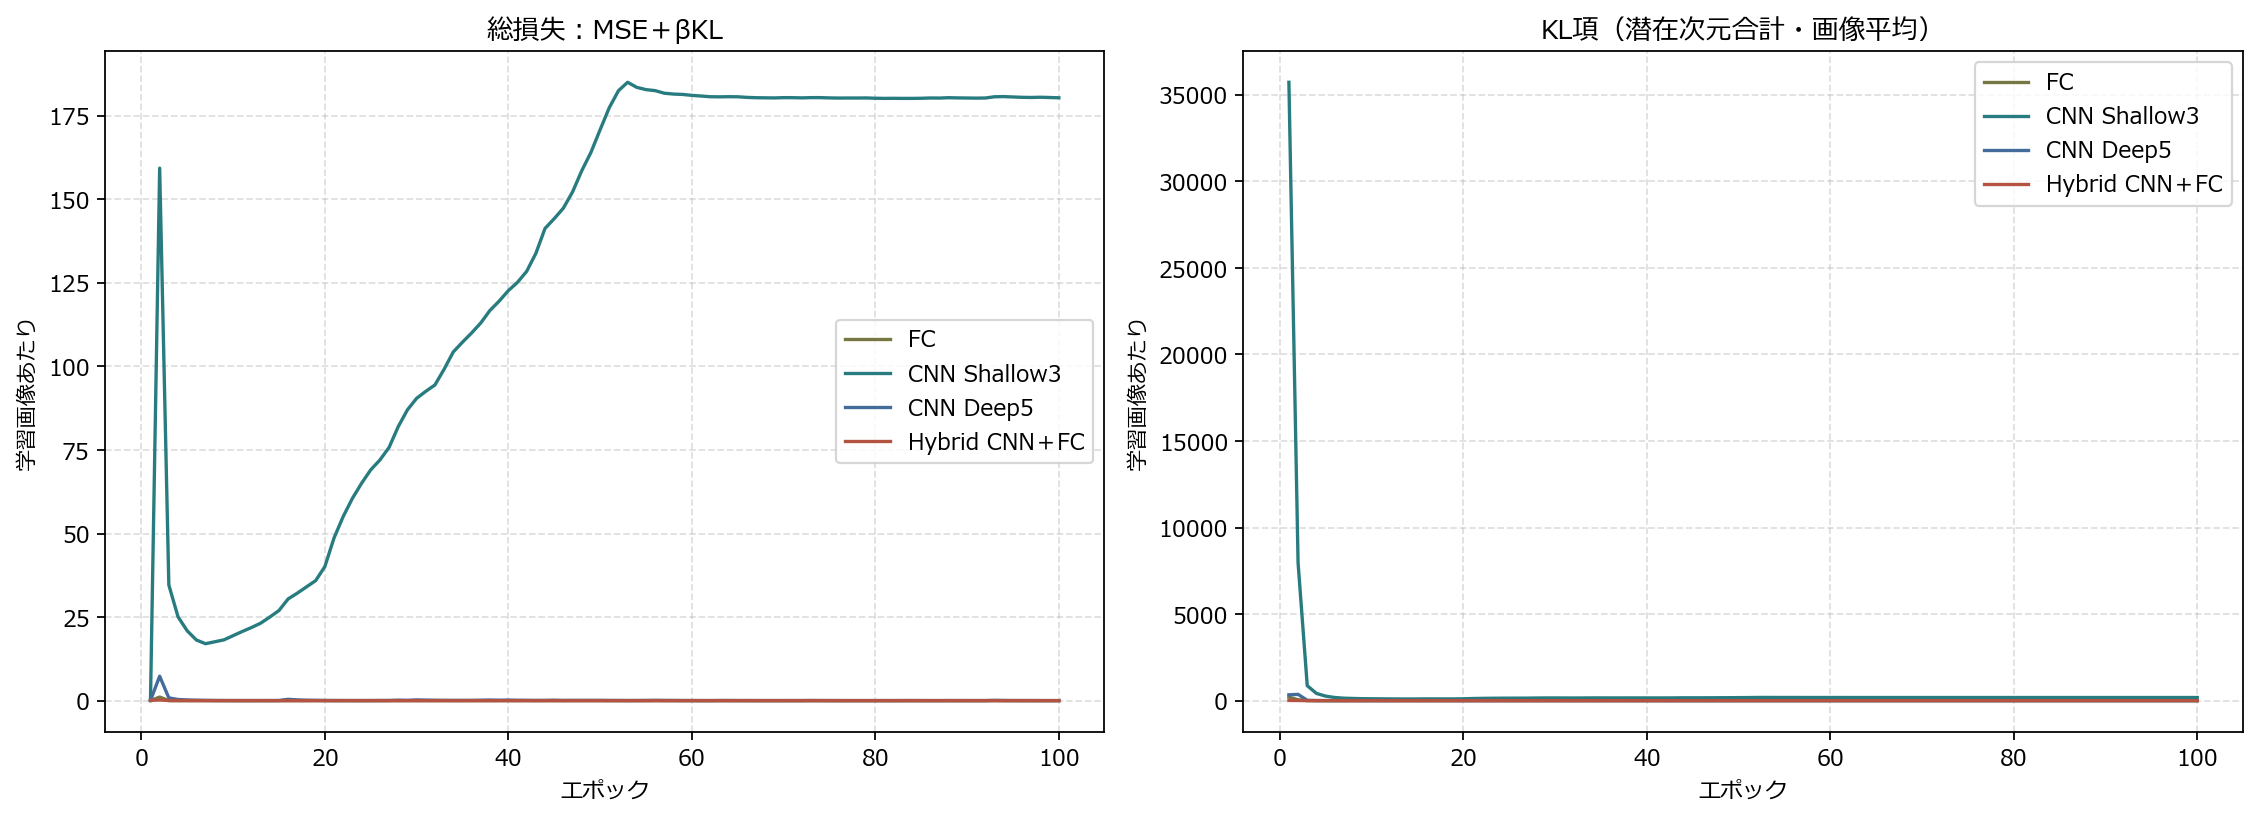 総損失：MSE＋βKL
175
150
125
100
75
50
25
0
学習画像あたり
FC
CNN Shallow3
CNN Deep5
Hybrid CNN＋FC
0 20 40 60 80 100
エポック
KL項（潜在次元合計・画像平均）
35000
30000
25000
20000
15000
10000
5000
0
学習画像あたり
FC
CNN Shallow3
CNN Deep5
Hybrid CNN＋FC
0 20 40 60 80 100
エポック